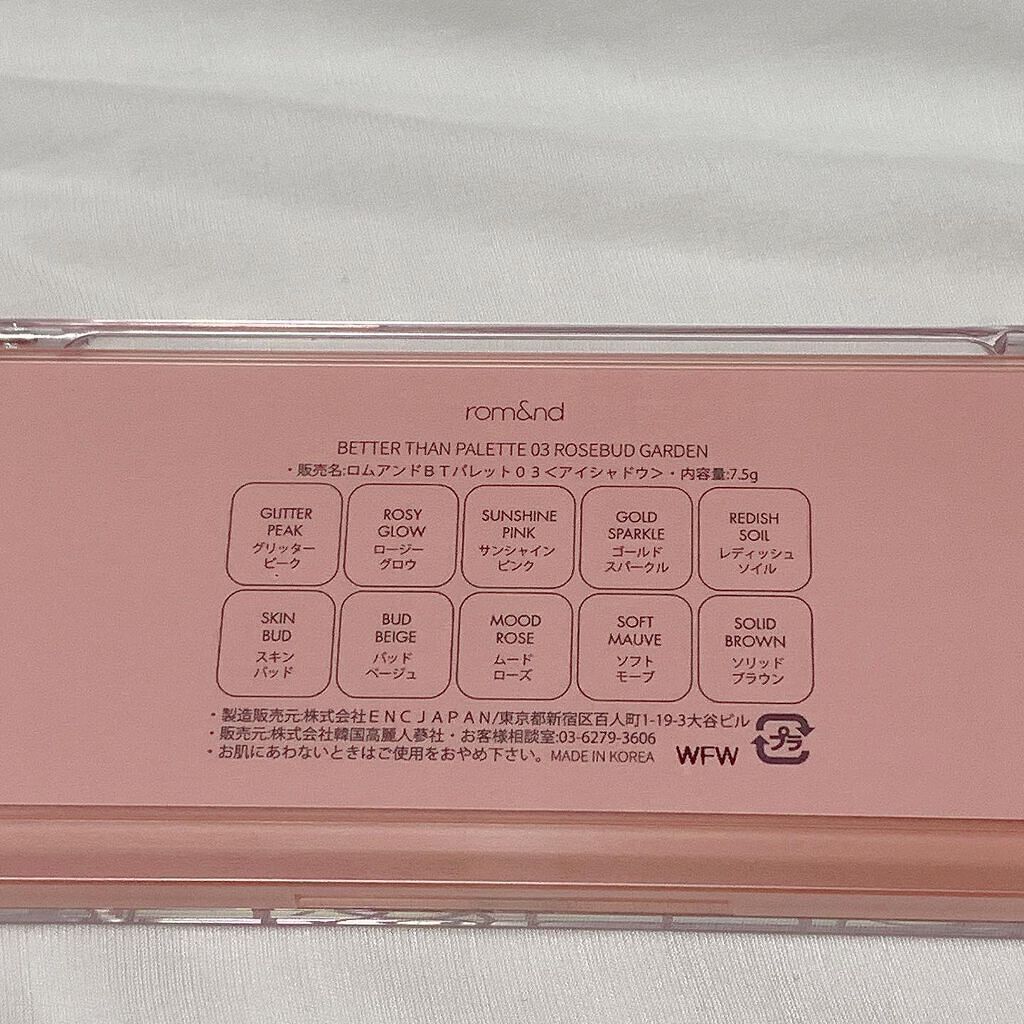 rom&nd
BETTER THAN PALETTE 03 ROSEBUD GARDEN
・販売名:ロムアンドBTパレット03＜アイシャドウ＞・内容量:7.5g
GLITTER
PEAK
グリッター
ピーク
ROSY
GLOW
ロージー
グロウ
SUNSHINE
PINK
サンシャイン
ピンク
GOLD
SPARKLE
ゴールド
スパークル
REDISH
SOIL
レディッシュ
ソイル
SKIN
BUD
スキン
バッド
BUD
BEIGE
バッド
ベージュ
MOOD
ROSE
ムード
ローズ
SOFT
MAUVE
ソフト
モーブ
SOLID
BROWN
ソリッド
ブラウン
・製造販売元:株式会社ENCJAPAN/東京都新宿区百人町1-19-3大谷ビル
・販売元:株式会社韓国高麗人蔘社・お客様相談室:03-6279-3606
・お肌にあわないときはご使用をおやめ下さい。MADE IN KOREA
WFW
プラ